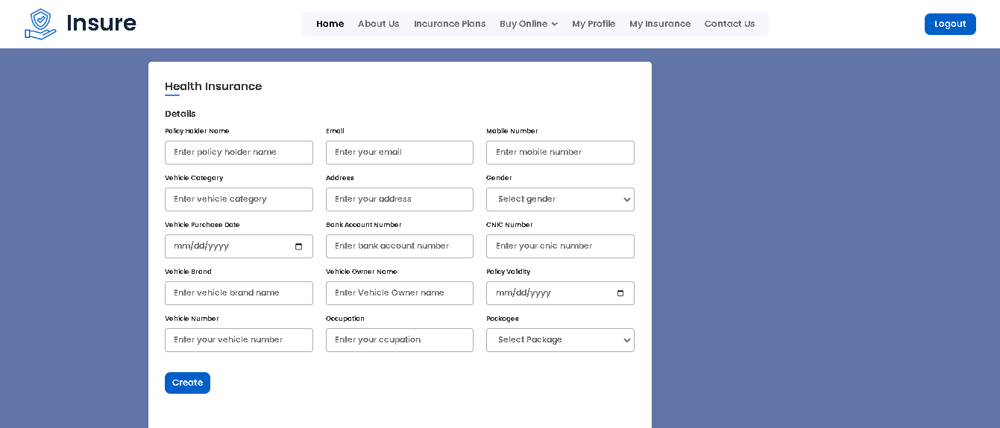 Insure
Home About Us Incurance Plans Buy Online My Profile My Insurance Contact Us
Logout
Health Insurance
Details
Policy Holder Name Email Mobile Number
Enter policy holder name Enter your email Enter mobile number
Vehicle Category Address Gender
Enter vehicle category Enter your address Select gender
Vehicle Purchase Date Bank Account Number CNIC Number
mm/dd/yyyy Enter bank account number Enter your cnic number
Vehicle Brand Vehicle Owner Name Policy Validity
Enter vehicle brand name Enter Vehicle Owner name mm/dd/yyyy
Vehicle Number Occupation Packages
Enter your vehicle number Enter your ccupation Select Package
Create